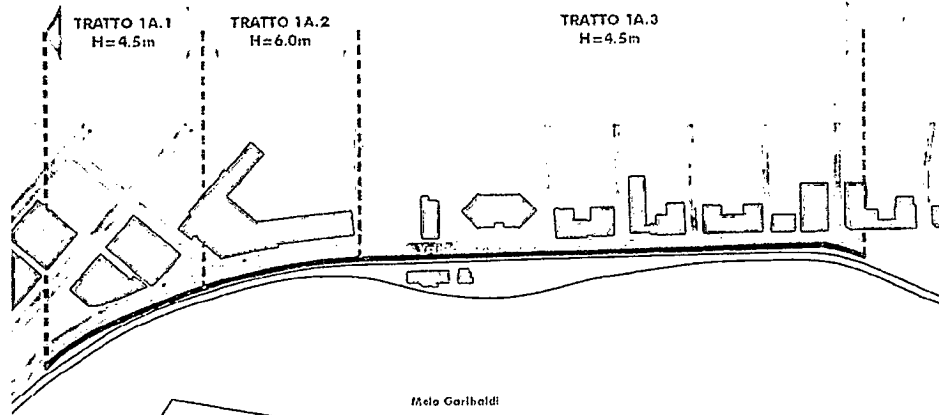 TRATTO 1A.1
H=4.5m
TRATTO 1A.2
H=6.0m
TRATTO 1A.3
H=4.5m
Molo Garibaldi